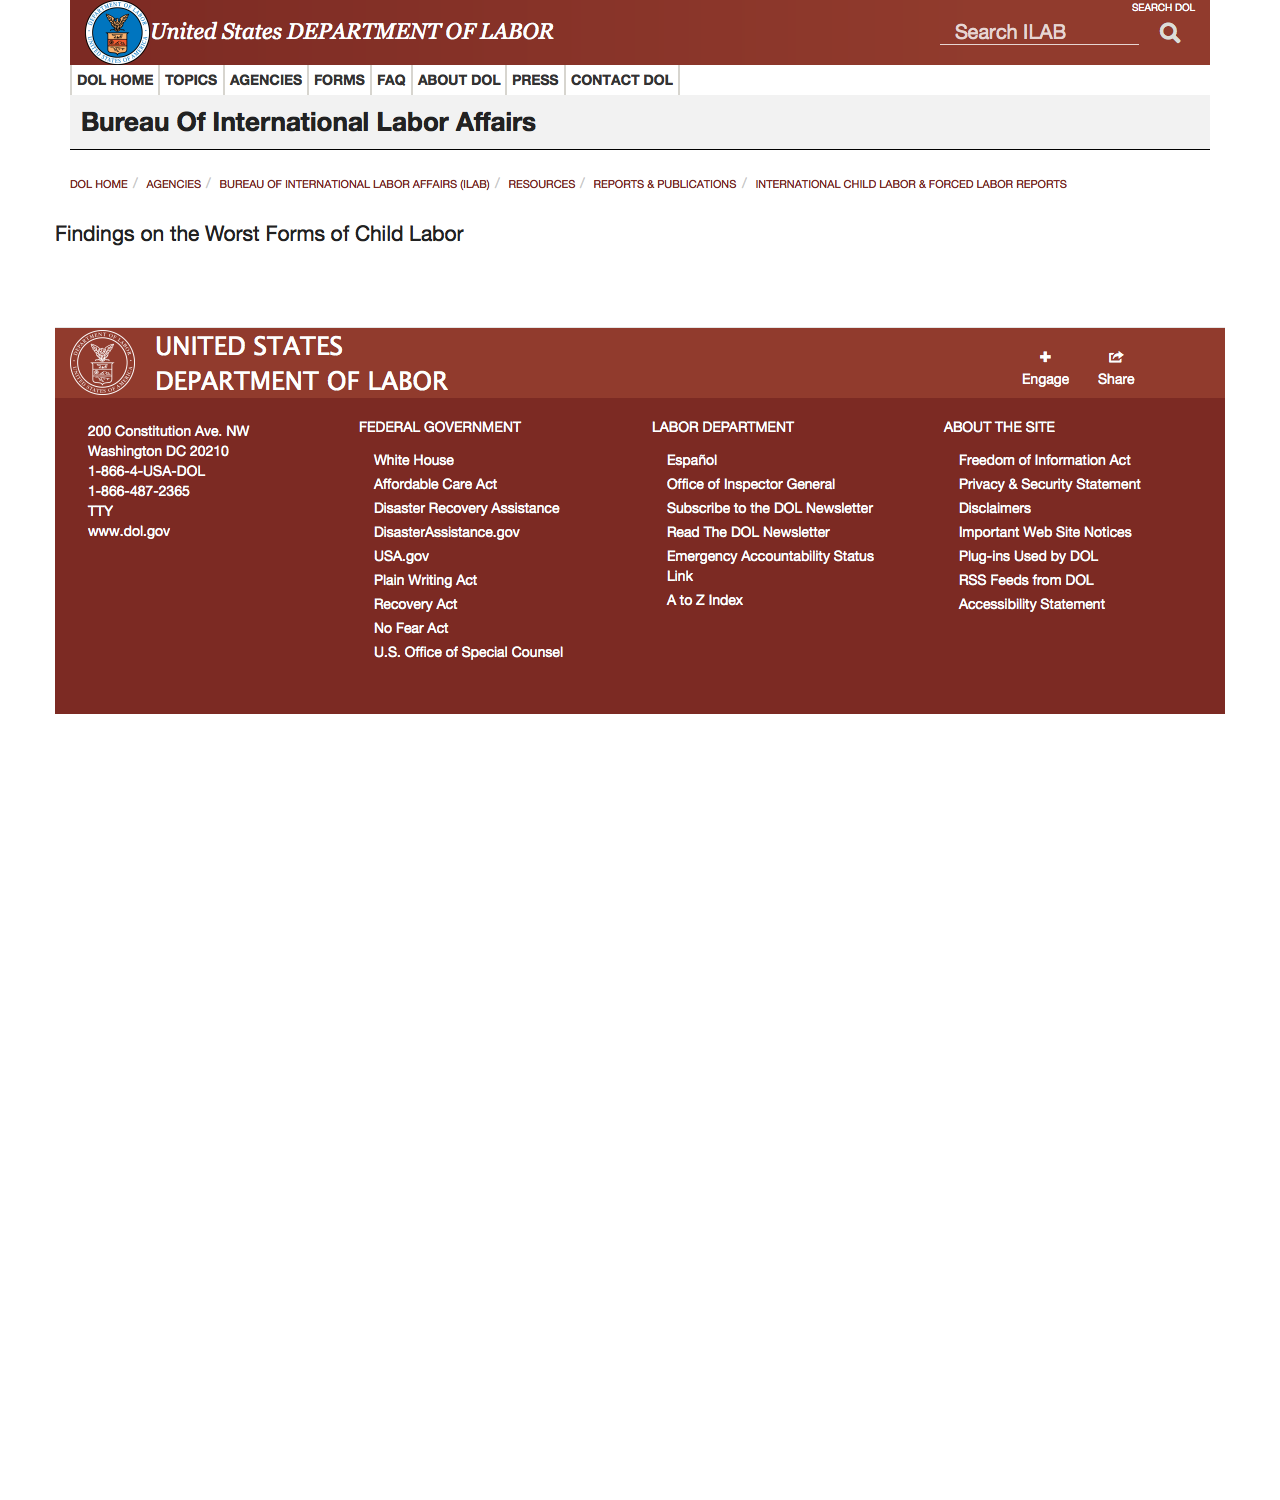 SEARCH DOL
United States DEPARTMENT OF LABOR
Search ILAB
DOL HOME TOPICS AGENCIES FORMS FAQ ABOUT DOL PRESS CONTACT DOL
Bureau Of International Labor Affairs
DOL HOME / AGENCIES / BUREAU OF INTERNATIONAL LABOR AFFAIRS (ILAB) / RESOURCES / REPORTS & PUBLICATIONS / INTERNATIONAL CHILD LABOR & FORCED LABOR REPORTS
Findings on the Worst Forms of Child Labor
UNITED STATES
DEPARTMENT OF LABOR
Engage
Share
200 Constitution Ave. NW
Washington DC 20210
1-866-4-USA-DOL
1-866-487-2365
TTY
www.dol.gov
FEDERAL GOVERNMENT
White House
Affordable Care Act
Disaster Recovery Assistance
DisasterAssistance.gov
USA.gov
Plain Writing Act
Recovery Act
No Fear Act
U.S. Office of Special Counsel
LABOR DEPARTMENT
Español
Office of Inspector General
Subscribe to the DOL Newsletter
Read The DOL Newsletter
Emergency Accountability Status
Link
A to Z Index
ABOUT THE SITE
Freedom of Information Act
Privacy & Security Statement
Disclaimers
Important Web Site Notices
Plug-ins Used by DOL
RSS Feeds from DOL
Accessibility Statement